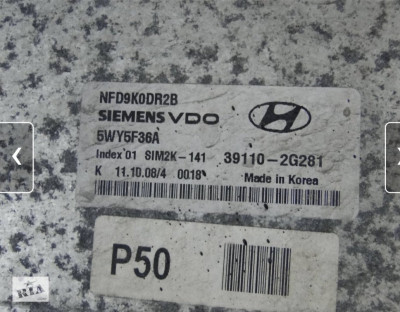 NFD9K0DR2B
SIEMENS VDO
5WY5F36A
Index 01 SIM2K-141 39110-2G281
K 11.10.08/4 0018 Made in Korea
P50
RIA